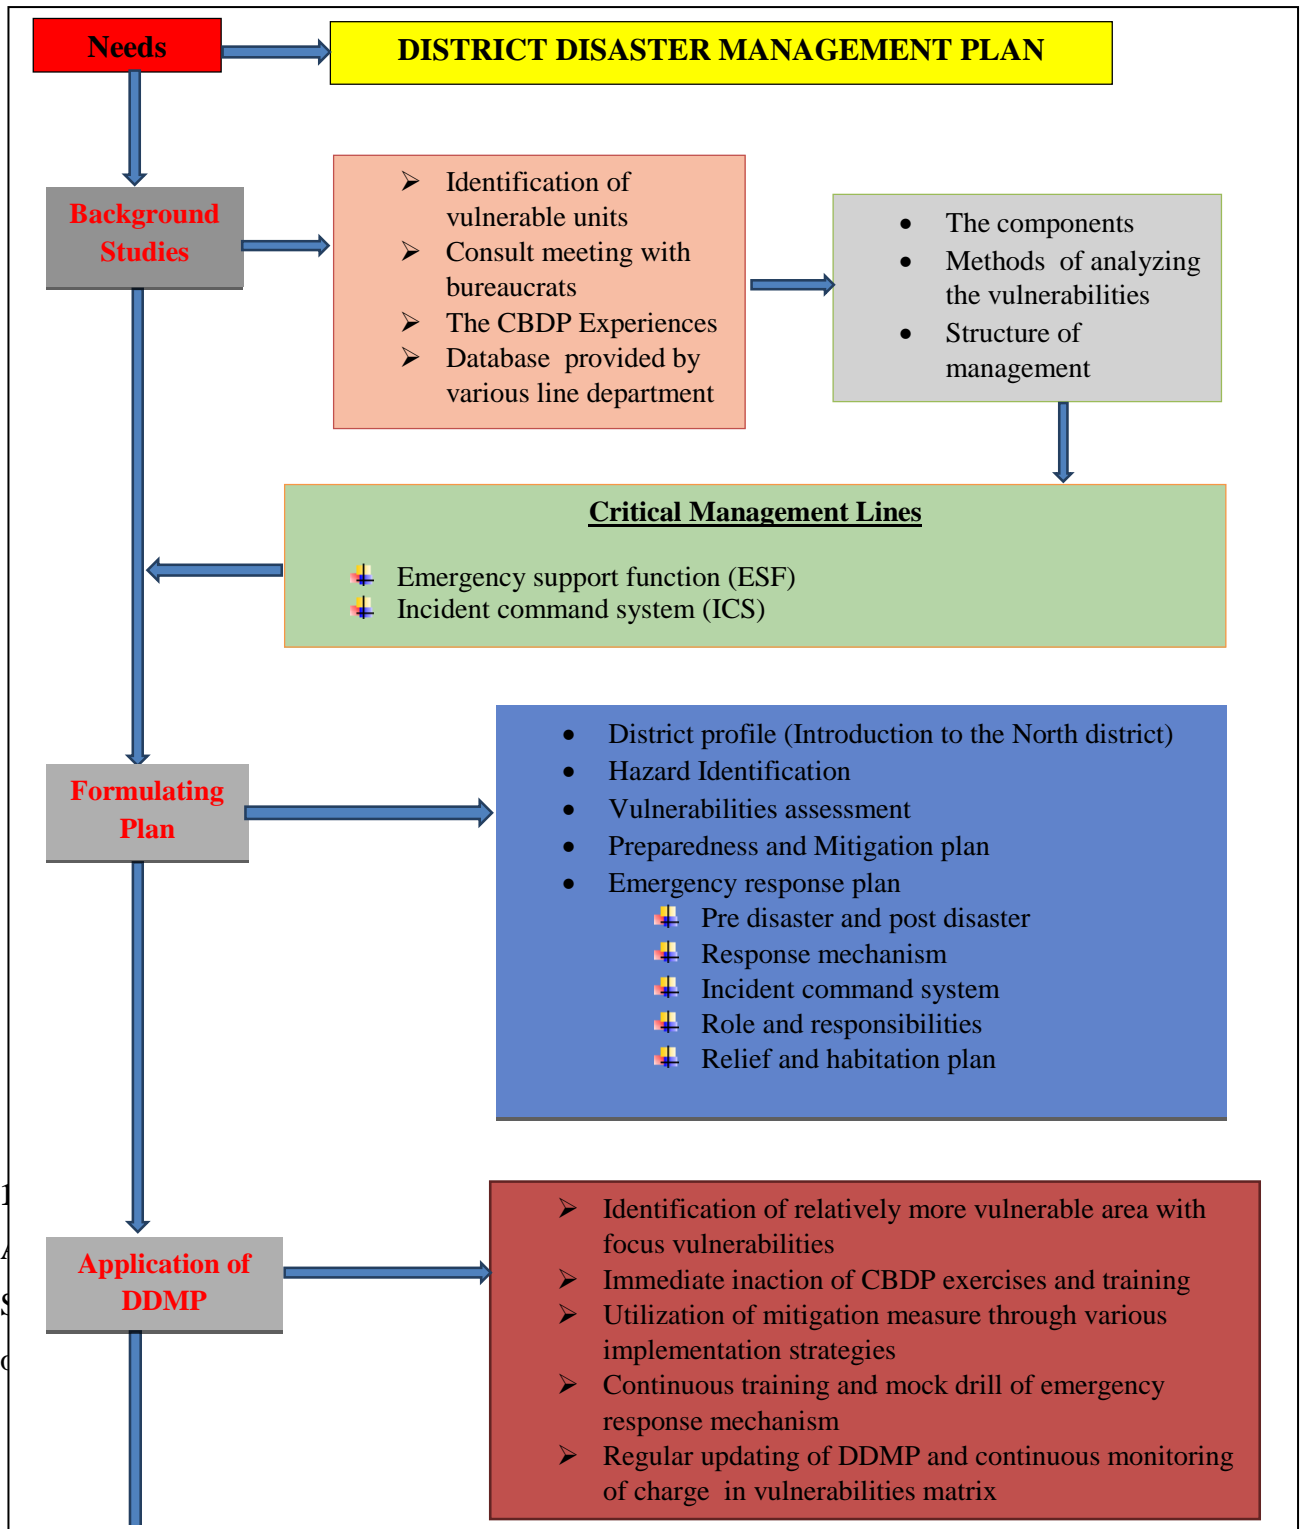 Needs
DISTRICT DISASTER MANAGEMENT PLAN
Background
Studies
➢ Identification of
vulnerable units
➢ Consult meeting with
bureaucrats
➢ The CBDP Experiences
➢ Database provided by
various line department
• The components
• Methods of analyzing
the vulnerabilities
• Structure of
management
Critical Management Lines
Emergency support function (ESF)
Incident command system (ICS)
Formulating
Plan
• District profile (Introduction to the North district)
• Hazard Identification
• Vulnerabilities assessment
• Preparedness and Mitigation plan
• Emergency response plan
Pre disaster and post disaster
Response mechanism
Incident command system
Role and responsibilities
Relief and habitation plan
Application of
DDMP
➢ Identification of relatively more vulnerable area with
focus vulnerabilities
➢ Immediate inaction of CBDP exercises and training
➢ Utilization of mitigation measure through various
implementation strategies
➢ Continuous training and mock drill of emergency
response mechanism
➢ Regular updating of DDMP and continuous monitoring
of charge in vulnerabilities matrix